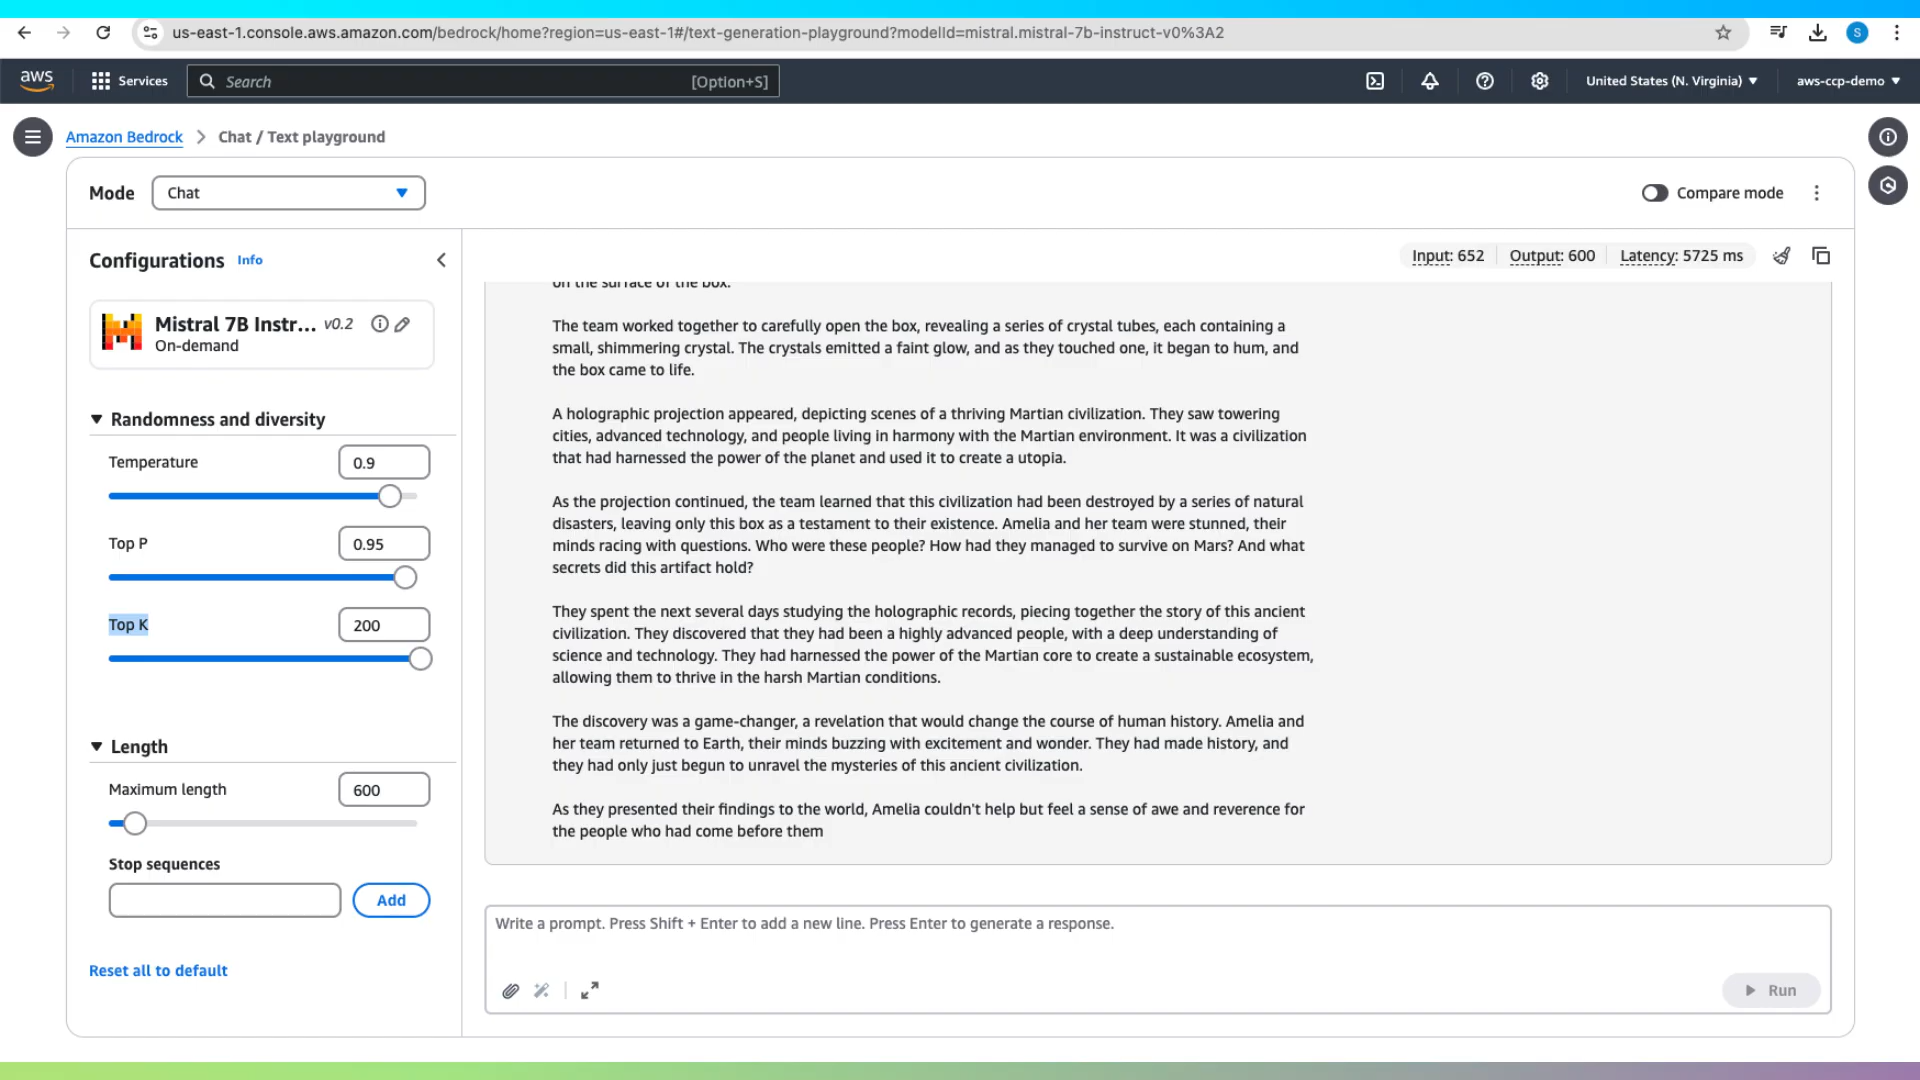 us-east-1.console.aws.amazon.com/bedrock/home?region=us-east-1#/text-generation-playground?modelId=mistral.mistral-7b-instruct-v0%3A2
S
aws
Services
Search
[Option+S]
United States (N. Virginia)
aws-ccp-demo
Amazon Bedrock
Chat / Text playground
Mode
Chat
Compare mode
Configurations
Info
Input: 652
Output: 600
Latency: 5725 ms
Mistral 7B Instr... v0.2
On-demand
Randomness and diversity
Temperature
0.9
Top P
0.95
Top K
200
Length
Maximum length
600
Stop sequences
Add
Reset all to default
on the surface of the box.
The team worked together to carefully open the box, revealing a series of crystal tubes, each containing a
small, shimmering crystal. The crystals emitted a faint glow, and as they touched one, it began to hum, and
the box came to life.
A holographic projection appeared, depicting scenes of a thriving Martian civilization. They saw towering
cities, advanced technology, and people living in harmony with the Martian environment. It was a civilization
that had harnessed the power of the planet and used it to create a utopia.
As the projection continued, the team learned that this civilization had been destroyed by a series of natural
disasters, leaving only this box as a testament to their existence. Amelia and her team were stunned, their
minds racing with questions. Who were these people? How had they managed to survive on Mars? And what
secrets did this artifact hold?
They spent the next several days studying the holographic records, piecing together the story of this ancient
civilization. They discovered that they had been a highly advanced people, with a deep understanding of
science and technology. They had harnessed the power of the Martian core to create a sustainable ecosystem,
allowing them to thrive in the harsh Martian conditions.
The discovery was a game-changer, a revelation that would change the course of human history. Amelia and
her team returned to Earth, their minds buzzing with excitement and wonder. They had made history, and
they had only just begun to unravel the mysteries of this ancient civilization.
As they presented their findings to the world, Amelia couldn't help but feel a sense of awe and reverence for
the people who had come before them
Write a prompt. Press Shift + Enter to add a new line. Press Enter to generate a response.
Run